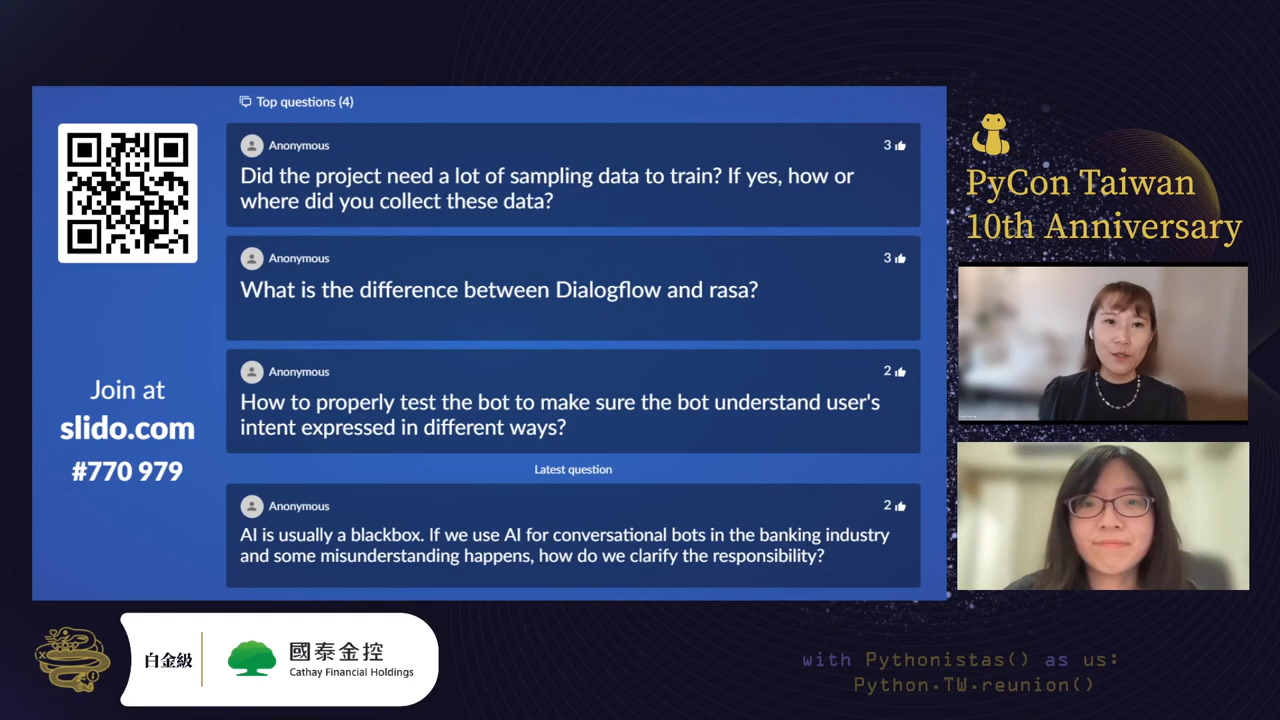 Top questions (4)
Anonymous
3
Did the project need a lot of sampling data to train? If yes, how or
where did you collect these data?
Anonymous
3
What is the difference between Dialogflow and rasa?
Anonymous
2
How to properly test the bot to make sure the bot understand user's
intent expressed in different ways?
Latest question
Anonymous
2
AI is usually a blackbox. If we use AI for conversational bots in the banking industry
and some misunderstanding happens, how do we clarify the responsibility?
Join at
slido.com
#770 979
PyCon Taiwan
10th Anniversary
白金級
國泰金控
Cathay Financial Holdings
with Pythonistas() as us:
Python.TW.reunion()